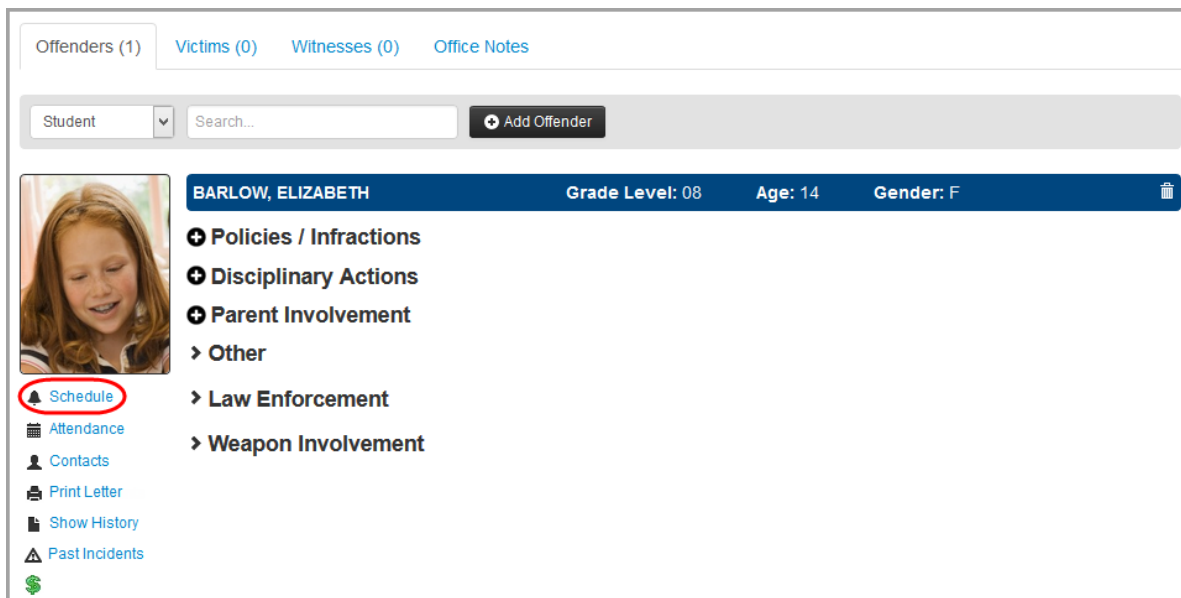 Offenders (1) Victims (0) Witnesses (0) Office Notes
Student Search... Add Offender
BARLOW, ELIZABETH Grade Level: 08 Age: 14 Gender: F
Policies / Infractions
Disciplinary Actions
Parent Involvement
Other
Schedule
Law Enforcement
Attendance
Weapon Involvement
Contacts
Print Letter
Show History
Past Incidents
$